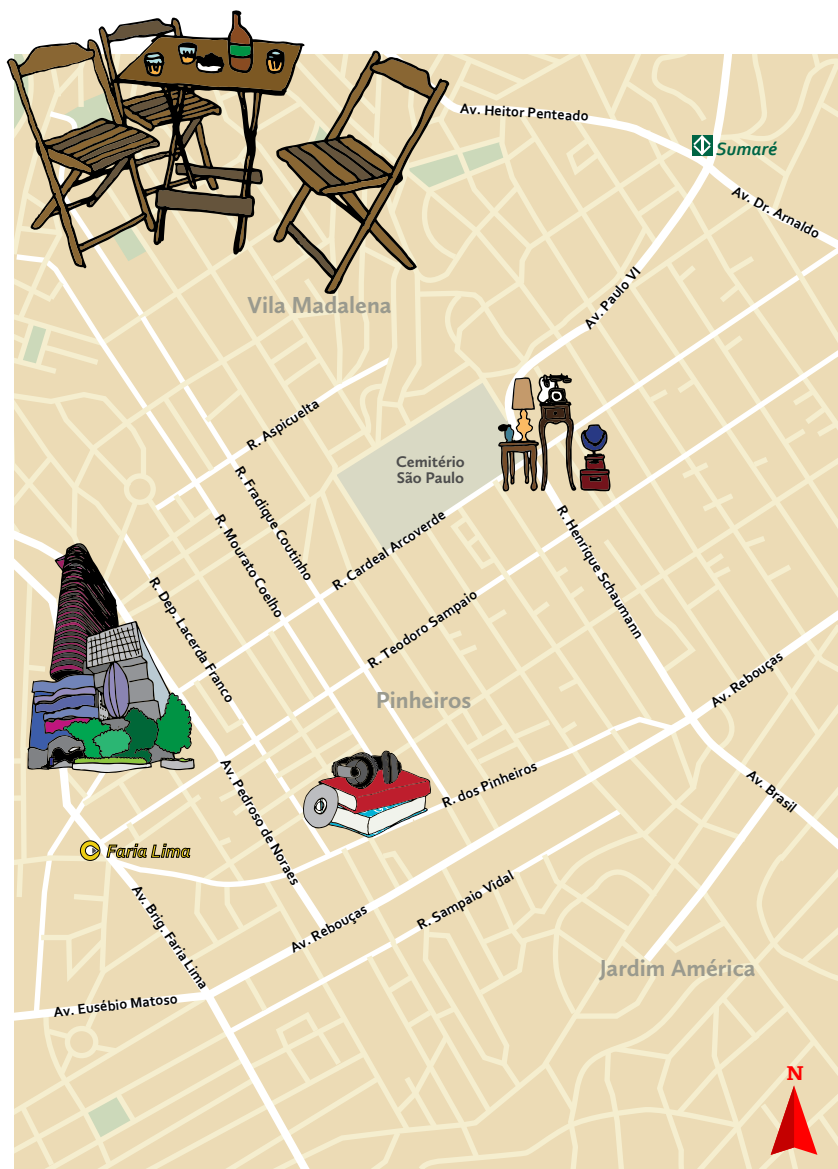 Av. Heitor Penteado
Sumaré
Av. Dr. Arnaldo
Av. Paulo VI
Vila Madalena
R. Aspicuelta
Cemitério
São Paulo
R. Fradique Coutinho
R. Mourato Coelho
R. Cardeal Arcoverde
R. Henrique Schaumann
R. Dep. Lacerda Franco
R. Teodoro Sampaio
Av. Rebouças
Pinheiros
Av. Pedroso de Noraes
R. dos Pinheiros
Av. Brasil
Faria Lima
Av. Brig. Faria Lima
Av. Rebouças
R. Sampaio Vidal
Jardim América
Av. Eusébio Matoso
N